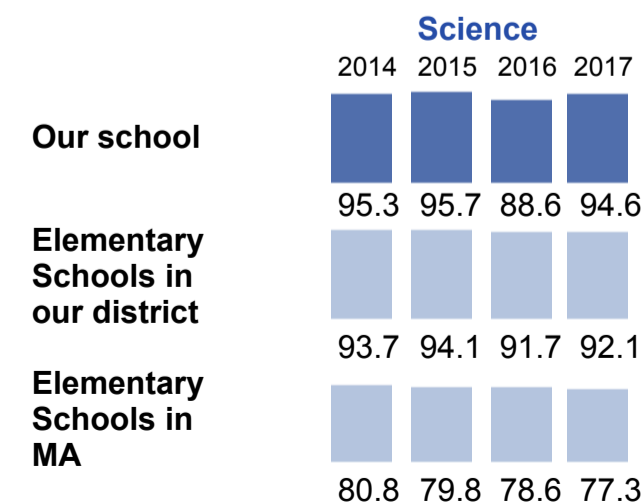 Science
2014 2015 2016 2017
Our school
95.3 95.7 88.6 94.6
Elementary
Schools in
our district
93.7 94.1 91.7 92.1
Elementary
Schools in
MA
80.8 79.8 78.6 77.3